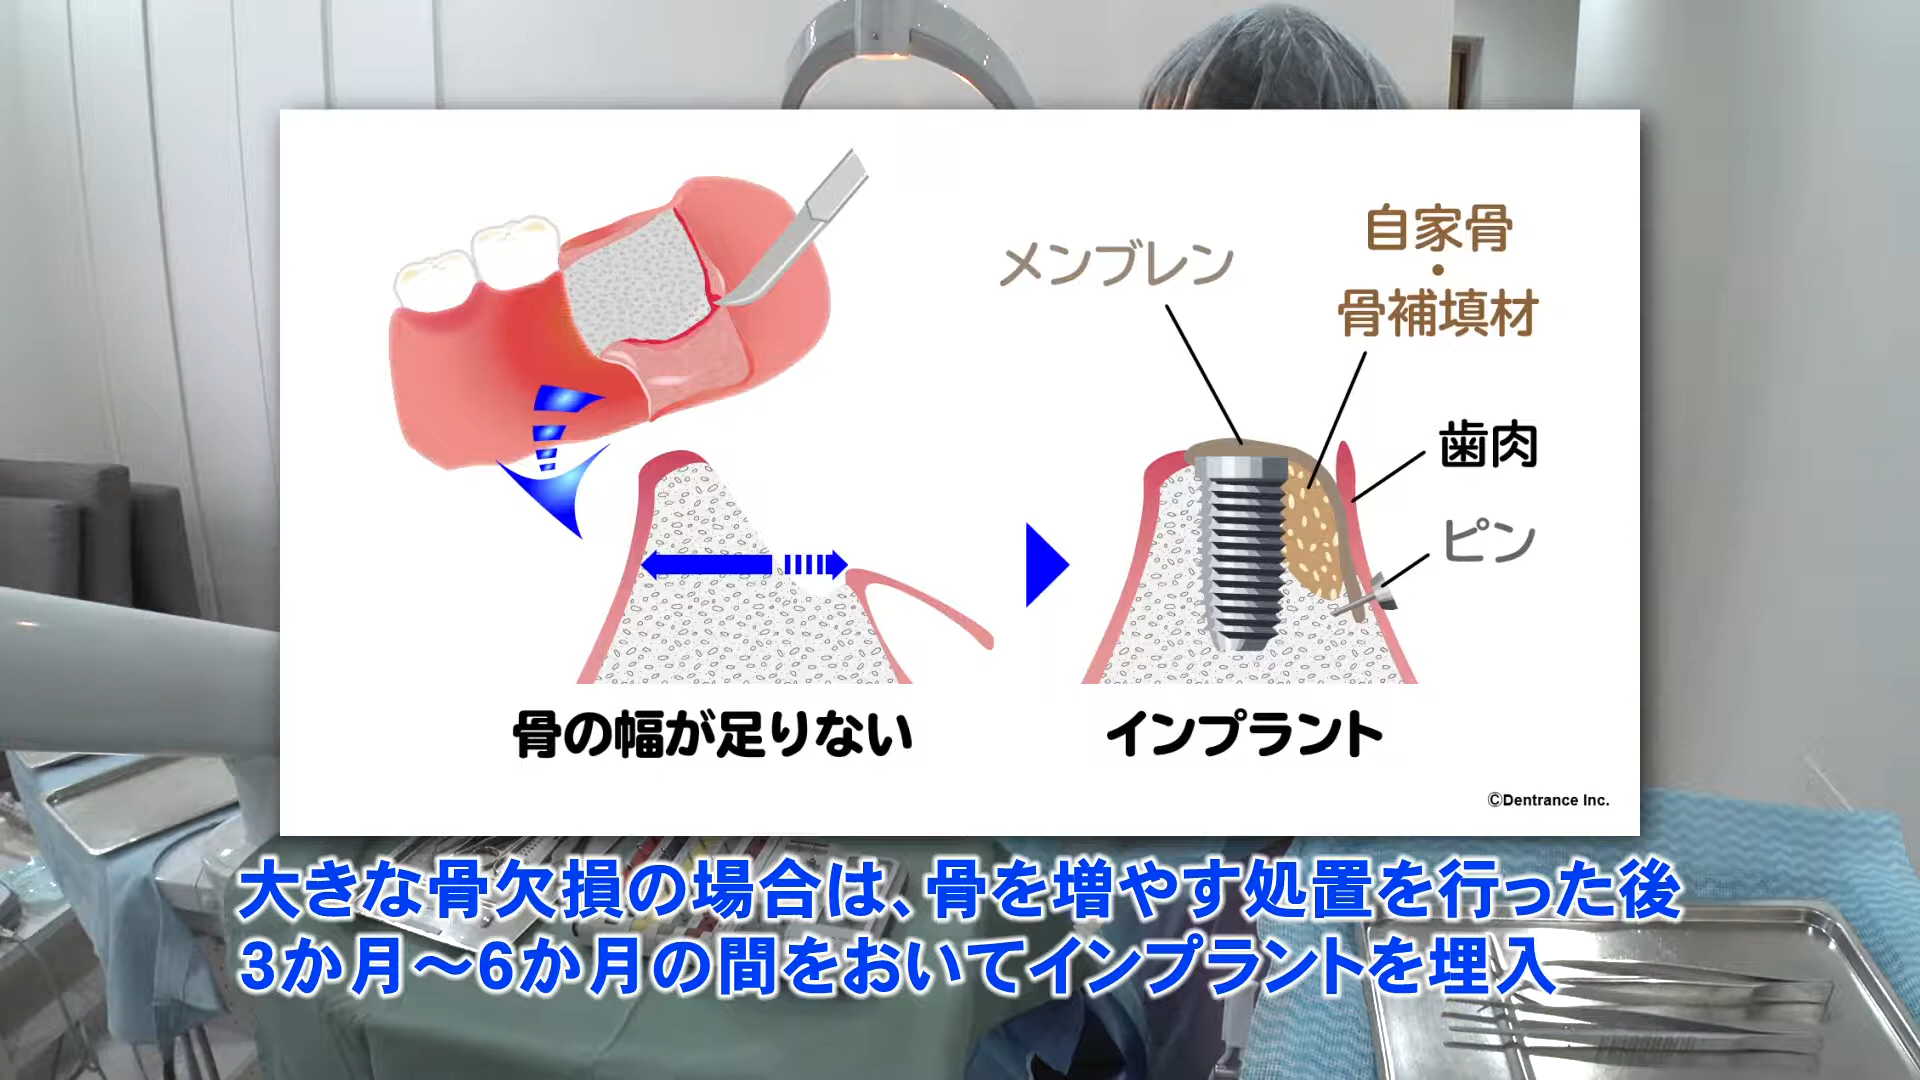 メンブレン
自家骨
・
骨補填材
歯肉
ピン
骨の幅が足りない
インプラント
©Dentrance Inc.
大きな骨欠損の場合は、骨を増やす処置を行った後
3か月～6か月の間をおいてインプラントを埋入